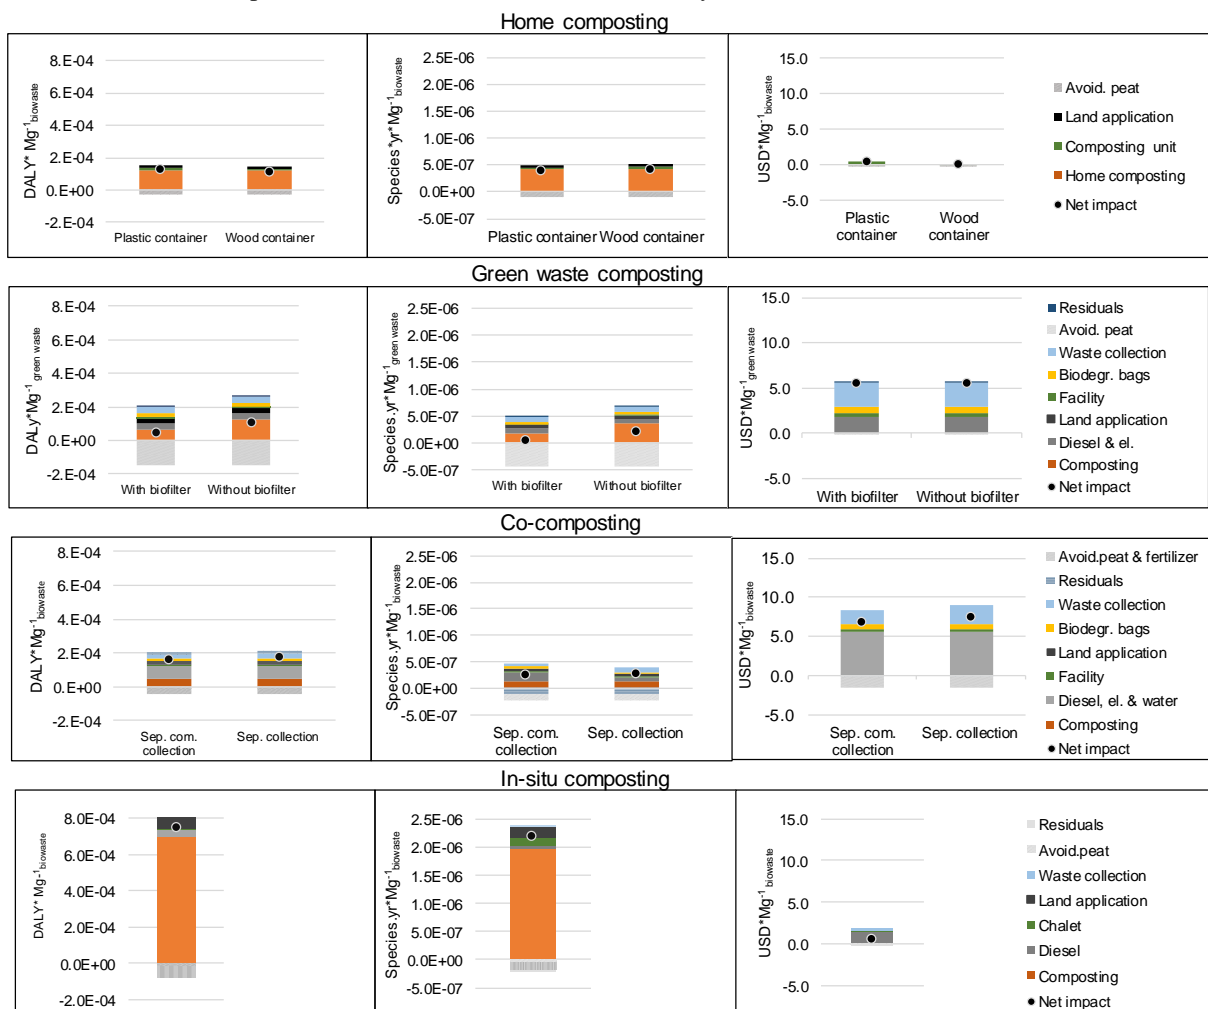 Home composting
8.E-04
6.E-04
4.E-04
2.E-04
0.E+00
-2.E-04
DALY* Mg-1biowaste
Plastic container
Wood container
2.5E-06
2.0E-06
1.5E-06
1.0E-06
5.0E-07
0.0E+00
-5.0E-07
Species*yr*Mg-1biowaste
Plastic container
Wood container
15.0
10.0
5.0
0.0
-5.0
USD*Mg-1biowaste
Plastic
container
Wood
container
Avoid. peat
Land application
Composting unit
Home composting
Net impact
Green waste composting
8.E-04
6.E-04
4.E-04
2.E-04
0.E+00
-2.E-04
DALy*Mg-1green waste
With biofilter
Without biofilter
2.5E-06
2.0E-06
1.5E-06
1.0E-06
5.0E-07
0.0E+00
-5.0E-07
Species.yr*Mg-1green waste
With biofilter
Without biofilter
15.0
10.0
5.0
0.0
-5.0
USD*Mg-1green waste
With biofilter
Without biofilter
Residuals
Avoid. peat
Waste collection
Biodegr. bags
Facility
Land application
Diesel & el.
Composting
Net impact
Co-composting
8.E-04
6.E-04
4.E-04
2.E-04
0.E+00
-2.E-04
DALY*Mg-1biowaste
Sep. com.
collection
Sep. collection
2.5E-06
2.0E-06
1.5E-06
1.0E-06
5.0E-07
0.0E+00
-5.0E-07
Species.yr*Mg-1biowaste
Sep. com.
collection
Sep. collection
15.0
10.0
5.0
0.0
-5.0
USD*Mg-1biowaste
Sep. com.
collection
Sep. collection
Avoid.peat & fertilizer
Residuals
Waste collection
Biodegr. bags
Land application
Facility
Diesel, el. & water
Composting
Net impact
In-situ composting
8.0E-04
6.0E-04
4.0E-04
2.0E-04
0.0E+00
-2.0E-04
DALY* Mg-1biowaste
2.5E-06
2.0E-06
1.5E-06
1.0E-06
5.0E-07
0.0E+00
-5.0E-07
Species.yr*Mg-1biowaste
15.0
10.0
5.0
0.0
-5.0
USD*Mg-1biowaste
Residuals
Avoid.peat
Waste collection
Land application
Chalet
Diesel
Composting
Net impact